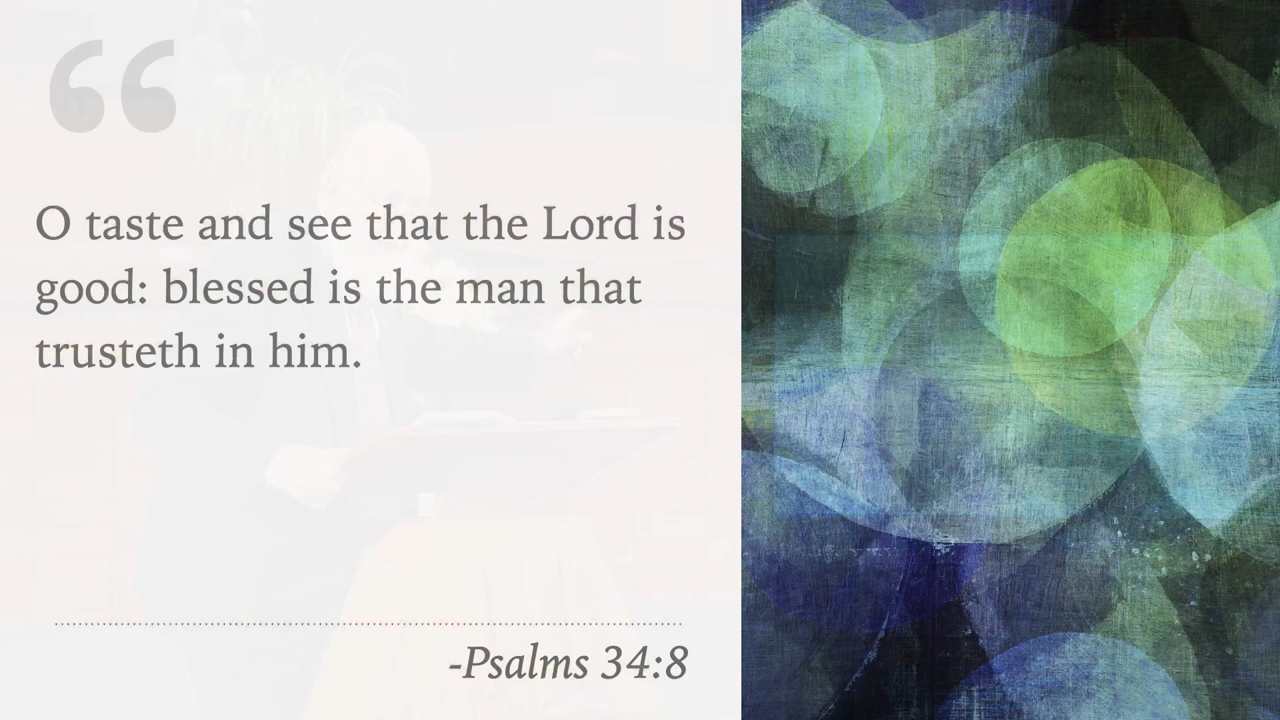 “
O taste and see that the Lord is
good: blessed is the man that
trusteth in him.
-Psalms 34:8